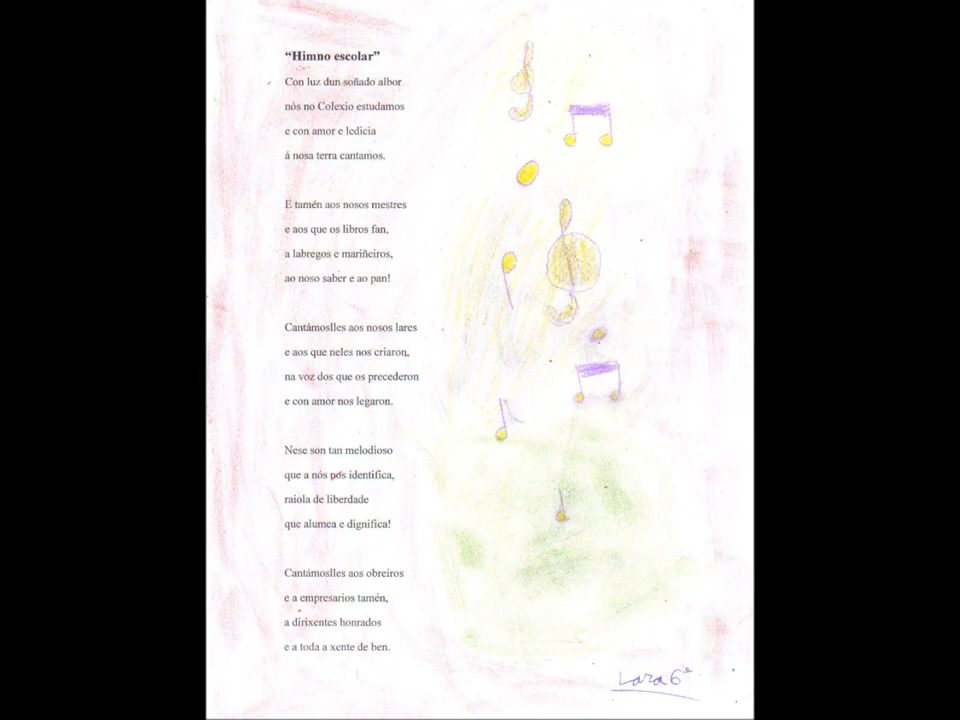 “Himno escolar”
Con luz dun soñado albor
nós no Colexio estudamos
e con amor e ledicia
á nosa terra cantamos.
E tamén aos nosos mestres
e aos que os libros fan,
a labregos e mariñeiros,
ao noso saber e ao pan!
Cantámoslles aos nosos lares
e aos que neles nos criaron,
na voz dos que os precederon
e con amor nos legaron.
Nese son tan melodioso
que a nós nos identifica,
raiola de liberdade
que alumea e dignifica!
Cantámoslles aos obreiros
e a empresarios tamén,
a dirixentes honrados
e a toda a xente de ben.
Lara 6º